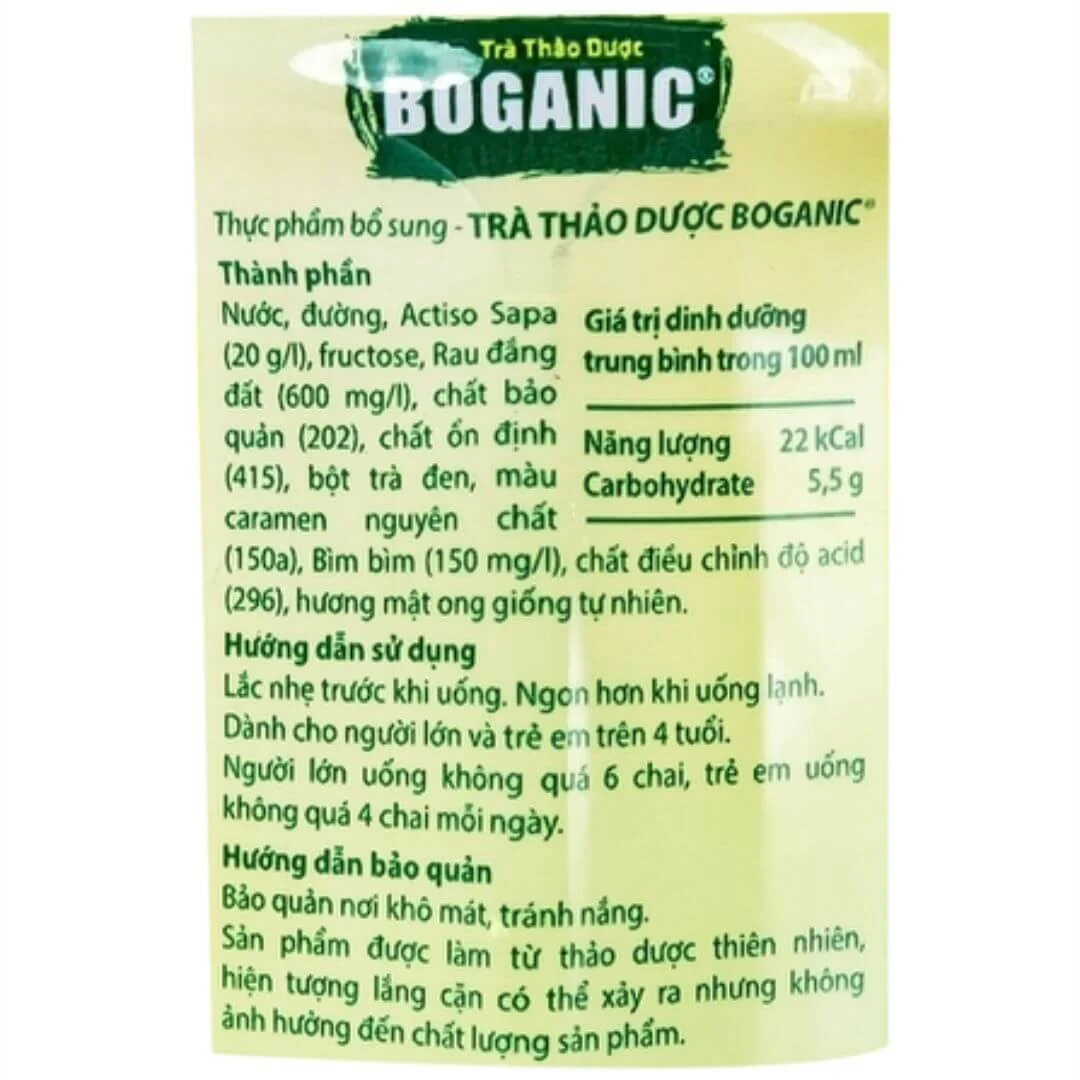 Trà Thảo Dược
BOGANIC®
Thực phẩm bổ sung - TRÀ THẢO DƯỢC BOGANIC®
Thành phần
Nước, đường, Actiso Sapa
(20 g/l), fructose, Rau đắng
đất (600 mg/l), chất bảo
quản (202), chất ổn định
(415), bột trà đen, màu
caramen nguyên chất
(150a), Bìm bìm (150 mg/l), chất điều chỉnh độ acid
(296), hương mật ong giống tự nhiên.
Giá trị dinh dưỡng
trung bình trong 100 ml
Năng lượng 22 kCal
Carbohydrate 5,5 g
Hướng dẫn sử dụng
Lắc nhẹ trước khi uống. Ngon hơn khi uống lạnh.
Dành cho người lớn và trẻ em trên 4 tuổi.
Người lớn uống không quá 6 chai, trẻ em uống
không quá 4 chai mỗi ngày.
Hướng dẫn bảo quản
Bảo quản nơi khô mát, tránh nắng.
Sản phẩm được làm từ thảo dược thiên nhiên,
hiện tượng lắng cặn có thể xảy ra nhưng không
ảnh hưởng đến chất lượng sản phẩm.